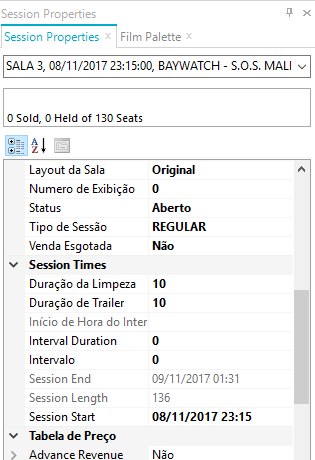 Session Properties
Session Properties Film Palette
SALA 3, 08/11/2017 23:15:00, BAYWATCH - S.O.S. MALI
0 Sold, 0 Held of 130 Seats
Layout da Sala Original
Numero de Exibição 0
Status Aberto
Tipo de Sessão REGULAR
Venda Esgotada Não
Session Times
Duração da Limpeza 10
Duração de Trailer 10
Início de Hora do Inter
Interval Duration 0
Intervalo 0
Session End 09/11/2017 01:31
Session Length 136
Session Start 08/11/2017 23:15
Tabela de Preço
Advance Revenue Não